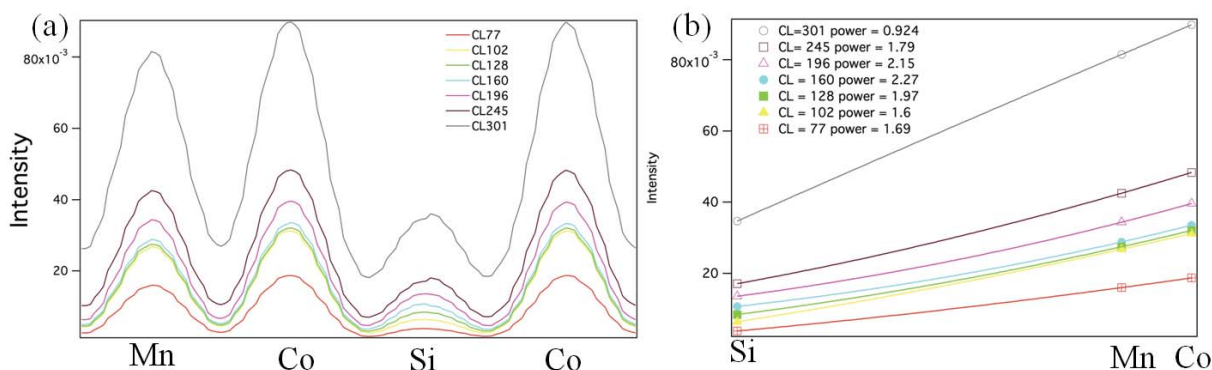 (a)
80x10⁻³
60
40
20
Intensity
CL77
CL102
CL128
CL160
CL196
CL245
CL301
Mn Co Si Co
(b)
80x10⁻³
60
40
20
Intensity
CL=301 power = 0.924
CL= 245 power = 1.79
CL= 196 power = 2.15
CL = 160 power = 2.27
CL = 128 power = 1.97
CL = 102 power = 1.6
CL = 77 power = 1.69
Si Mn Co